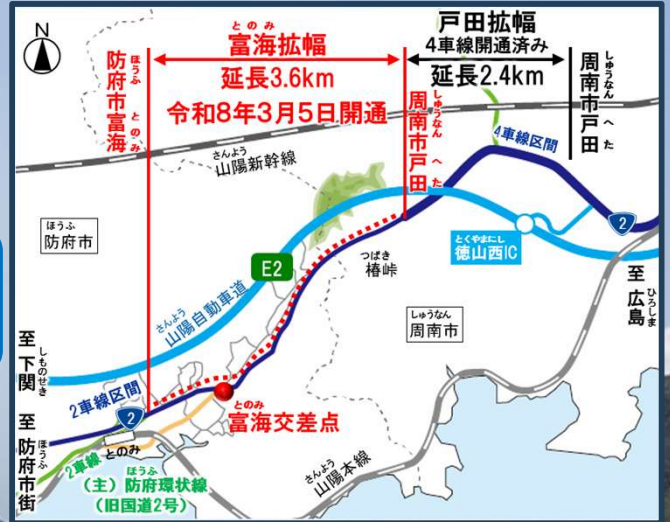 N
とのみ
富海拡幅
延長3.6km
令和8年3月5日開通
戸田拡幅
4車線開通済み
延長2.4km
ほうふ とのみ
防府市富海
しゅうなん へた
周南市戸田
しゅうなん へた
周南市戸田
さんよう
山陽新幹線
4車線区間
ほうふ
防府市
E2
つばき
椿峠
とくやまにし
徳山西IC
2
ひろしま
至 広島
さんよう
山陽自動車道
しゅうなん
周南市
しものせき
至 下関
2車線区間
2
とのみ
富海交差点
ほうふ
至 防府市街
とのみ
2車線
ほうふ
(主)防府環状線
(旧国道2号)
さんよう
山陽本線